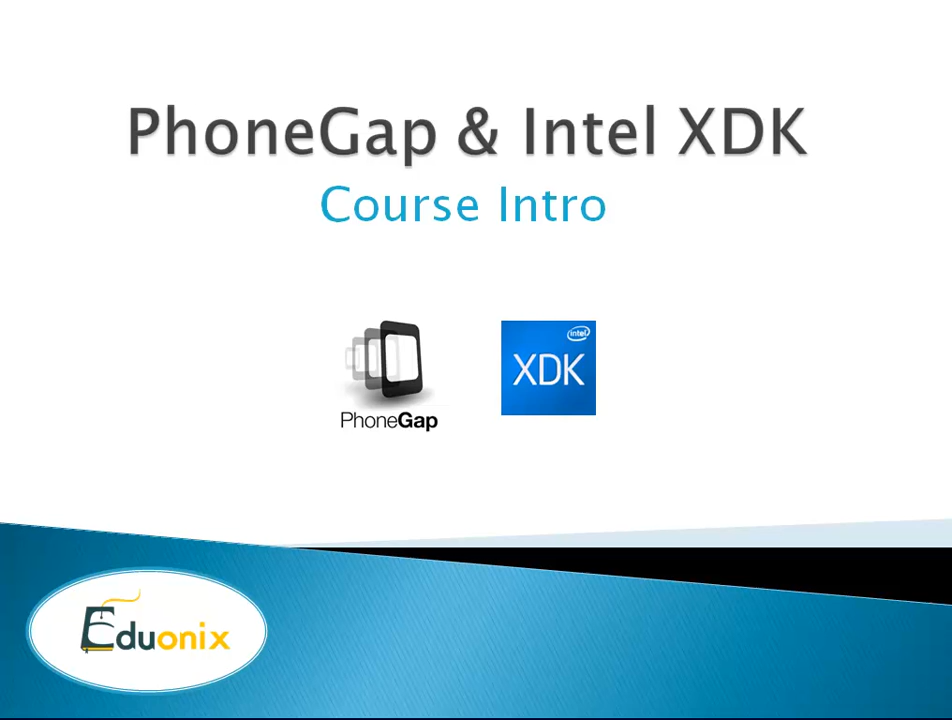 PhoneGap & Intel XDK
Course Intro
intel
XDK
PhoneGap
Eduonix